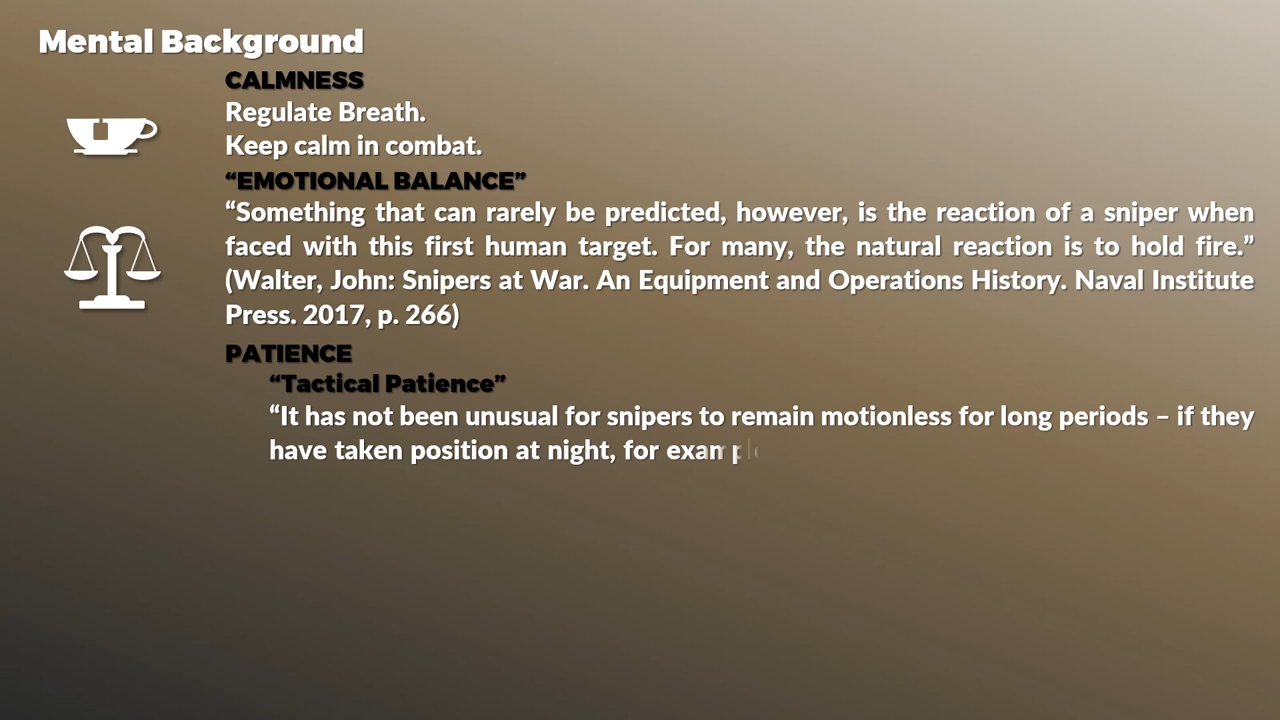 Mental Background
CALMNESS
Regulate Breath.
Keep calm in combat.
“EMOTIONAL BALANCE”
“Something that can rarely be predicted, however, is the reaction of a sniper when
faced with this first human target. For many, the natural reaction is to hold fire.”
(Walter, John: Snipers at War. An Equipment and Operations History. Naval Institute
Press. 2017, p. 266)
PATIENCE
“Tactical Patience”
“It has not been unusual for snipers to remain motionless for long periods – if they
have taken position at night, for